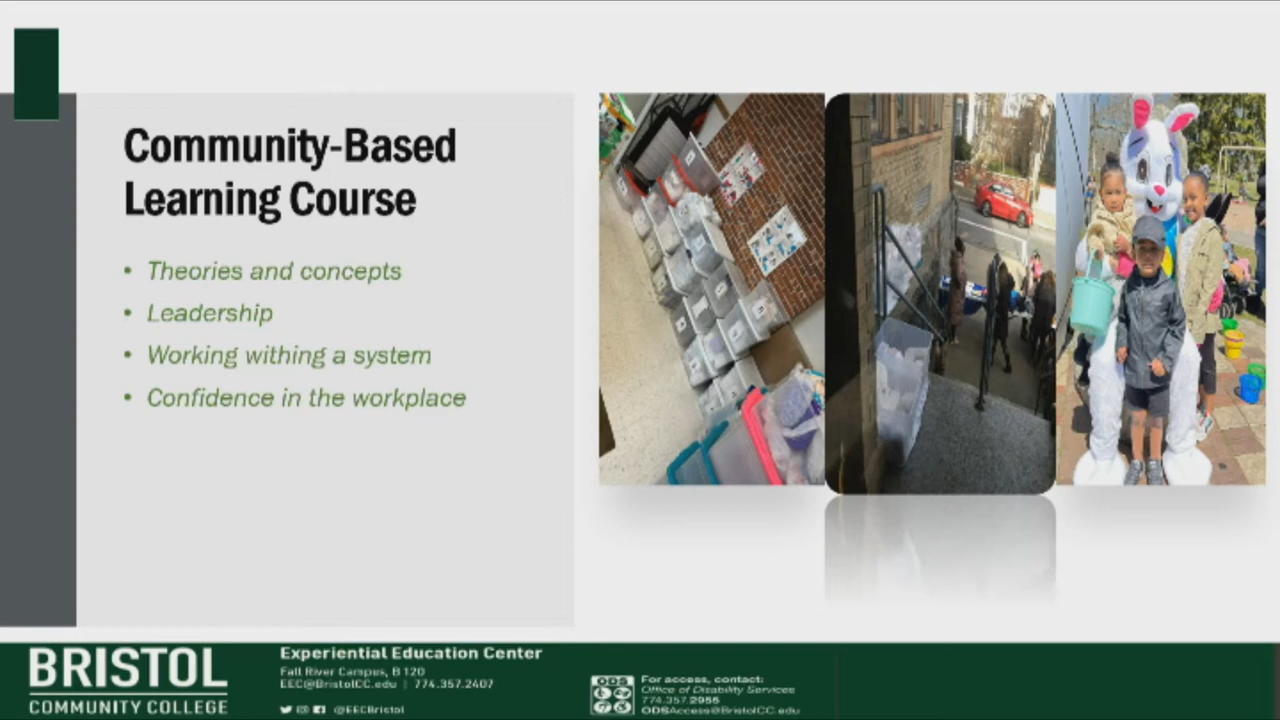 Community-Based
Learning Course
• Theories and concepts
• Leadership
• Working withing a system
• Confidence in the workplace
BRISTOL
COMMUNITY COLLEGE
Experiential Education Center
Fall River Campus, B 120
EEC@BristolCC.edu | 774.357.2407
@EECBristol
ODS
For access, contact:
Office of Disability Services
774.357.2955
ODSAccess@BristolCC.edu